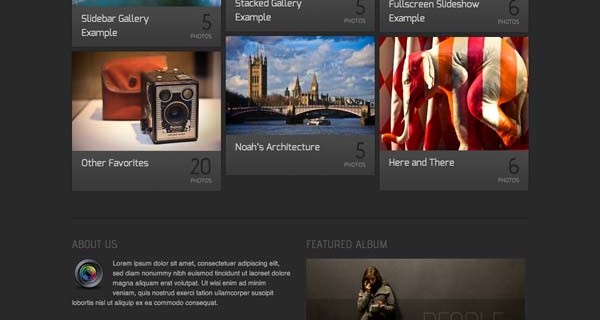 Slidebar Gallery
Example
5
PHOTOS
Stacked Gallery
Example
5
PHOTOS
Fullscreen Slideshow
Example
6
PHOTOS
Other Favorites
20
PHOTOS
Noah's Architecture
5
PHOTOS
Here and There
6
PHOTOS
ABOUT US
Lorem ipsum dolor sit amet, consectetuer adipiscing elit,
sed diam nonummy nibh euismod tincidunt ut laoreet dolore
magna aliquam erat volutpat. Ut wisi enim ad minim
veniam, quis nostrud exerci tation ullamcorper suscipit
lobortis nisl ut aliquip ex ea commodo consequat.
FEATURED ALBUM
PEOPLE